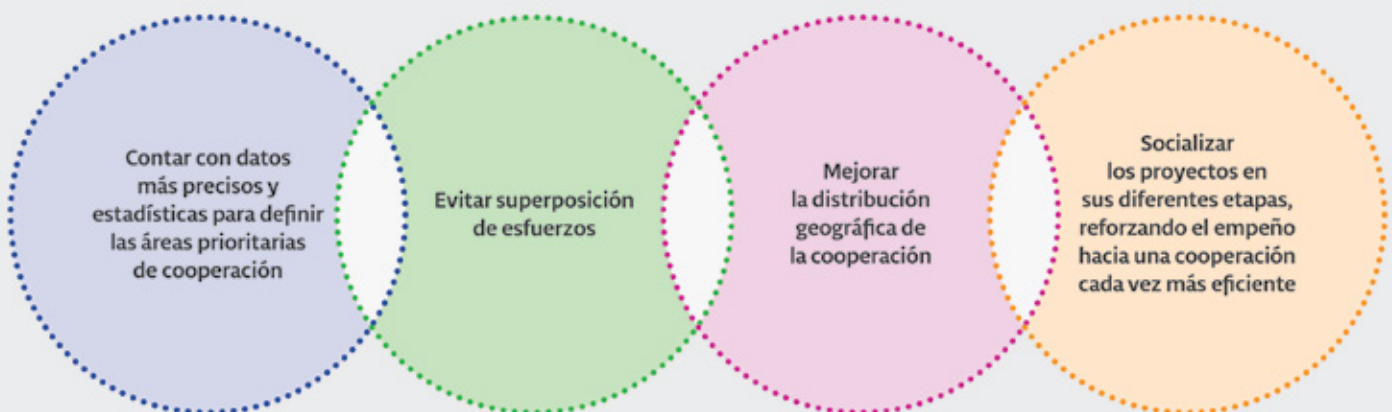 Contar con datos
más precisos y
estadísticas para definir
las áreas prioritarias
de cooperación
Evitar superposición
de esfuerzos
Mejorar
la distribución
geográfica de
la cooperación
Socializar
los proyectos en
sus diferentes etapas,
reforzando el empeño
hacia una cooperación
cada vez más eficiente